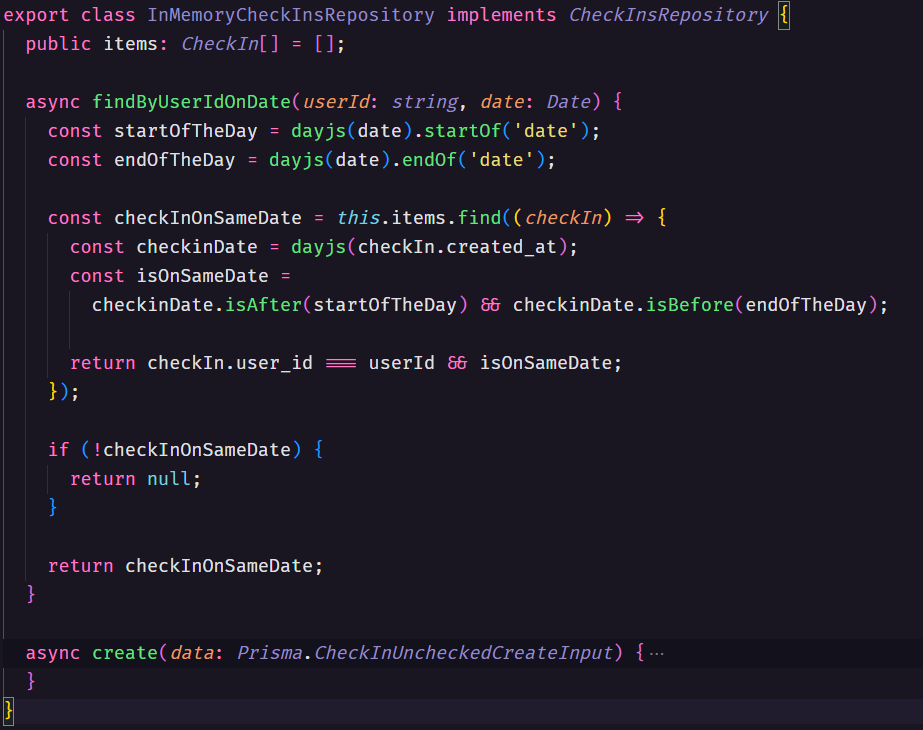 export class InMemoryCheckInsRepository implements CheckInsRepository {
  public items: CheckIn[] = [];

  async findByUserIdOnDate(userId: string, date: Date) {
    const startOfTheDay = dayjs(date).startOf('date');
    const endOfTheDay = dayjs(date).endOf('date');

    const checkInOnSameDate = this.items.find((checkIn) => {
      const checkinDate = dayjs(checkIn.created_at);
      const isOnSameDate =
        checkinDate.isAfter(startOfTheDay) && checkinDate.isBefore(endOfTheDay);

      return checkIn.user_id === userId && isOnSameDate;
    });

    if (!checkInOnSameDate) {
      return null;
    }

    return checkInOnSameDate;
  }

  async create(data: Prisma.CheckInUncheckedCreateInput) {···
  }
}